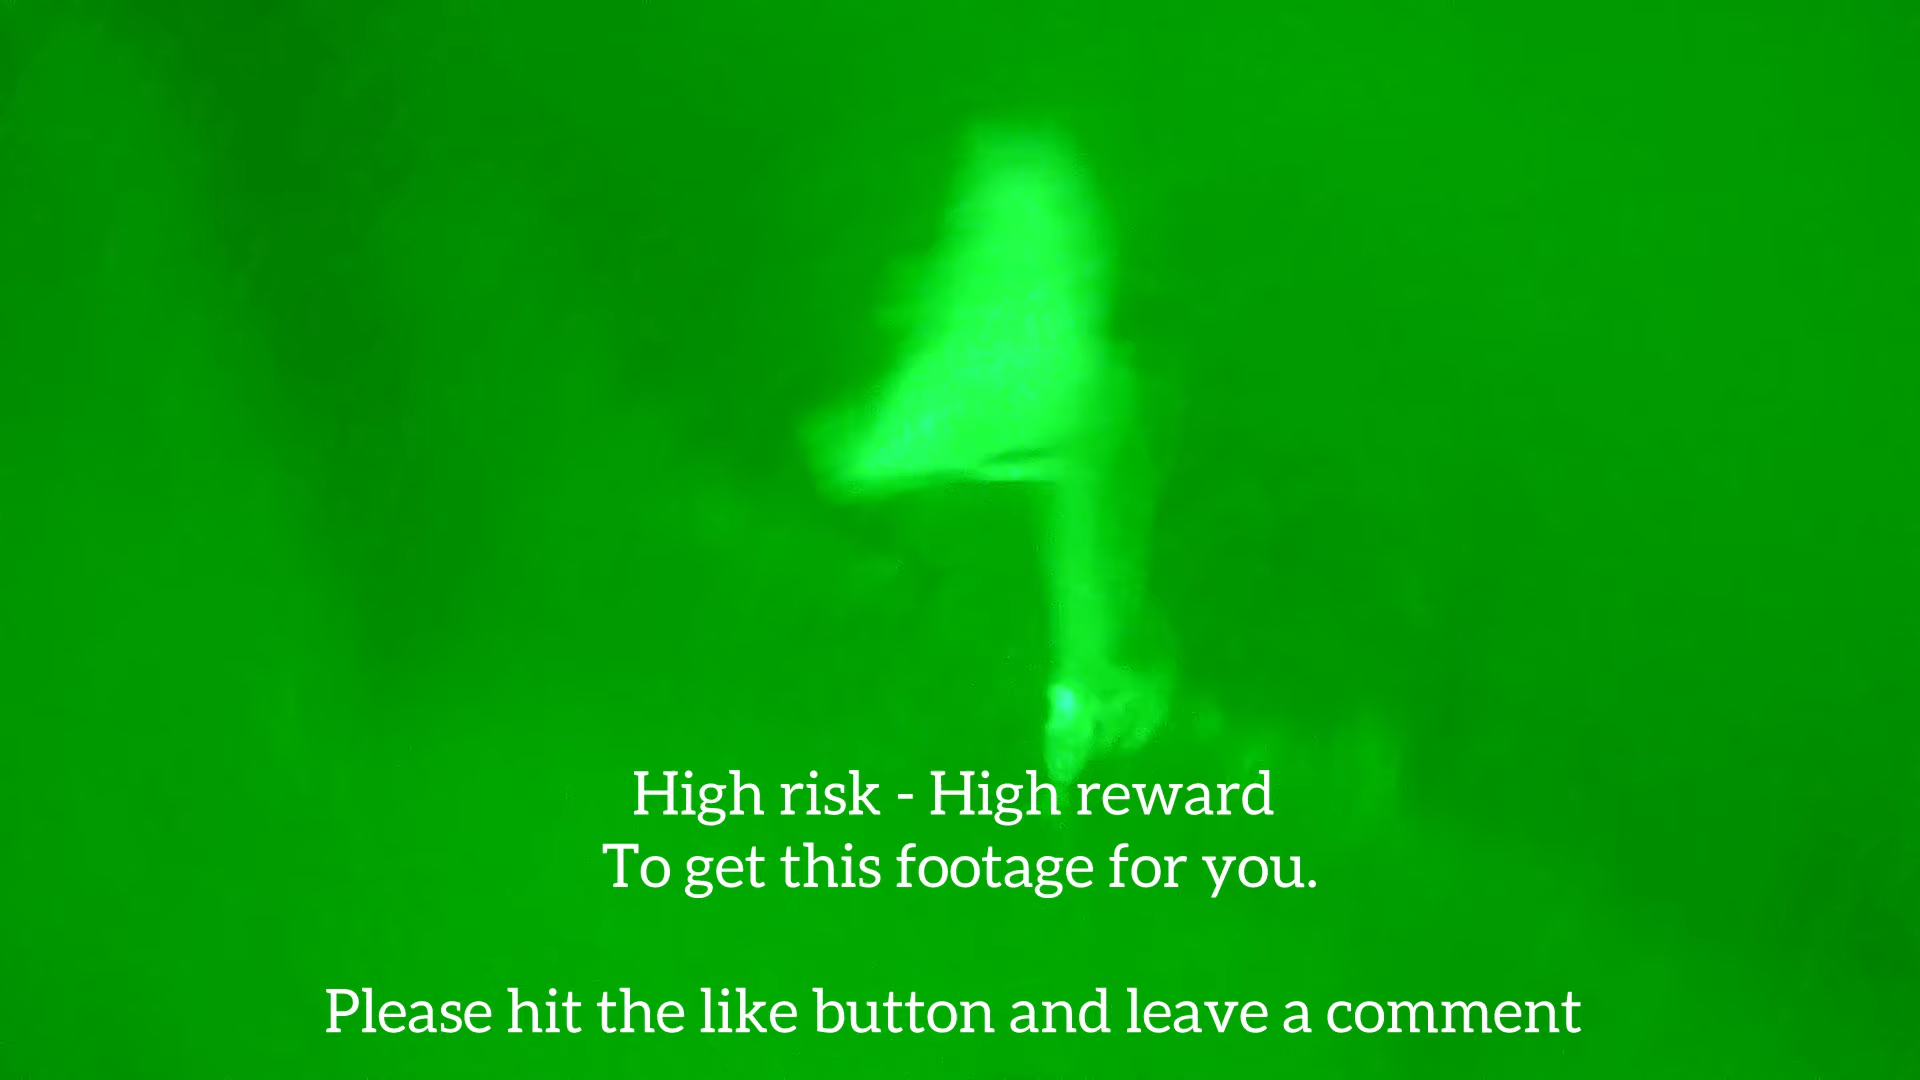 High risk - High reward
To get this footage for you.
Please hit the like button and leave a comment